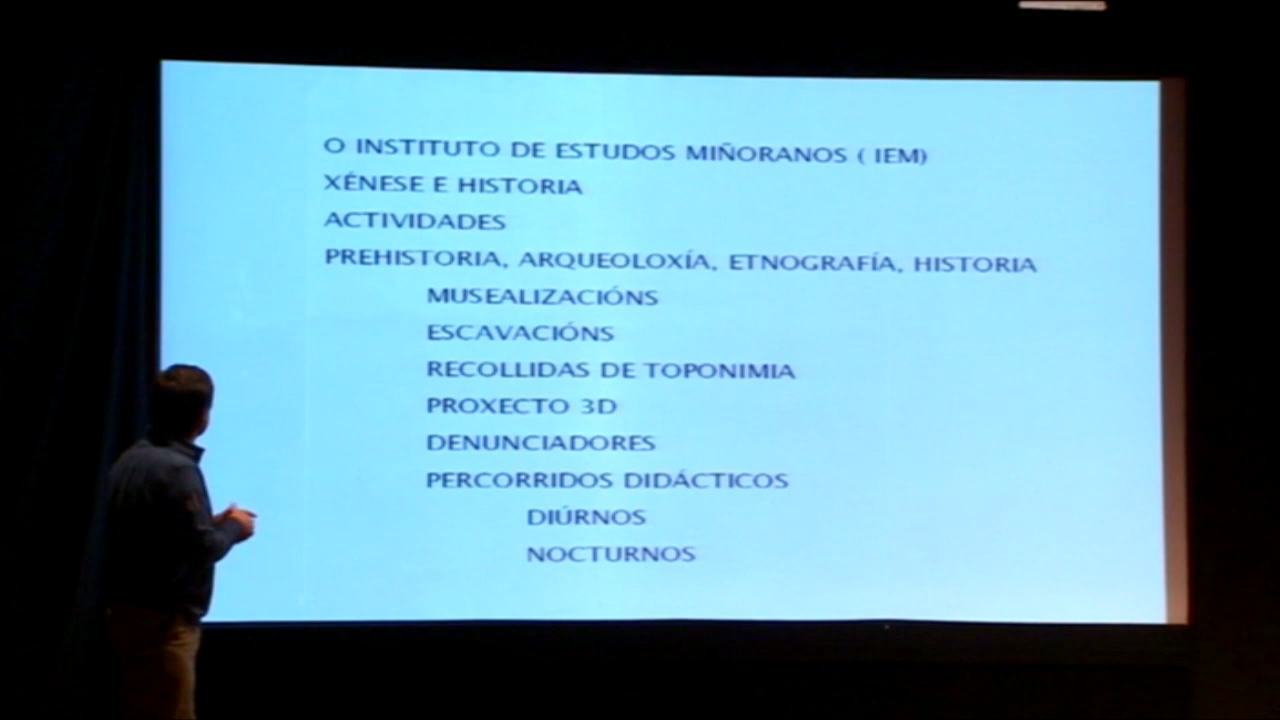 O INSTITUTO DE ESTUDOS MIÑORANOS ( IEM)
XÉNESE E HISTORIA
ACTIVIDADES
PREHISTORIA, ARQUEOLOXÍA, ETNOGRAFÍA, HISTORIA
MUSEALIZACIÓNS
ESCAVACIÓNS
RECOLLIDAS DE TOPONIMIA
PROXECTO 3D
DENUNCIADORES
PERCORRIDOS DIDÁCTICOS
DIÚRNOS
NOCTURNOS